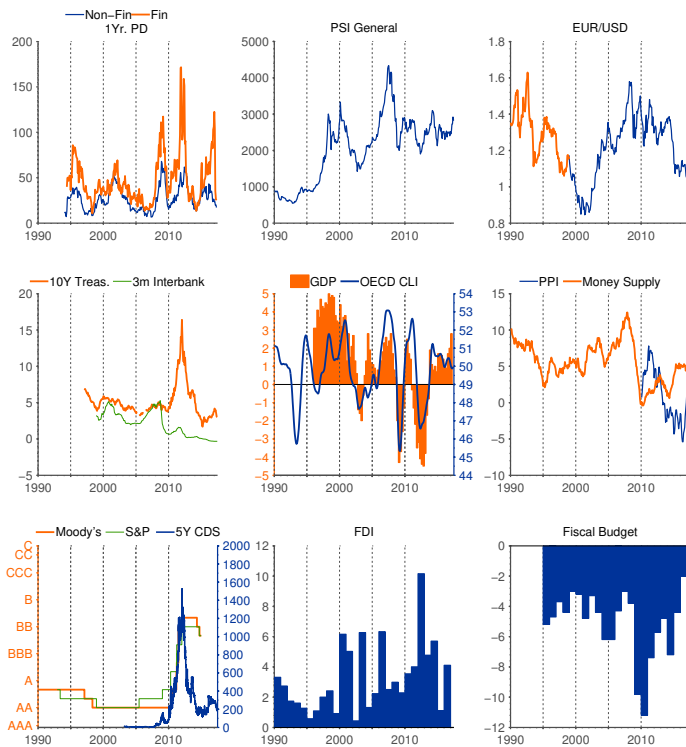 Non-Fin Fin
1Yr. PD
200
150
100
50
0
1990 2000 2010
PSI General
5000
4000
3000
2000
1000
0
1990 2000 2010
EUR/USD
1.8
1.6
1.4
1.2
1
0.8
1990 2000 2010
10Y Treas. 3m Interbank
20
15
10
5
0
−5
1990 2000 2010
GDP OECD CLI
5 54
4 53
3 52
2 51
1 50
0 49
−1 48
−2 47
−3 46
−4 45
−5 44
1990 2000 2010
PPI Money Supply
20
15
10
5
0
−5
−10
1990 2000 2010
Moody's S&P 5Y CDS
C 2000
CC 1800
CCC 1600
1400
B 1200
BB 1000
BBB 800
600
A 400
AA 200
AAA 0
1990 2000 2010
FDI
12
10
8
6
4
2
0
1990 2000 2010
Fiscal Budget
0
−2
−4
−6
−8
−10
−12
1990 2000 2010